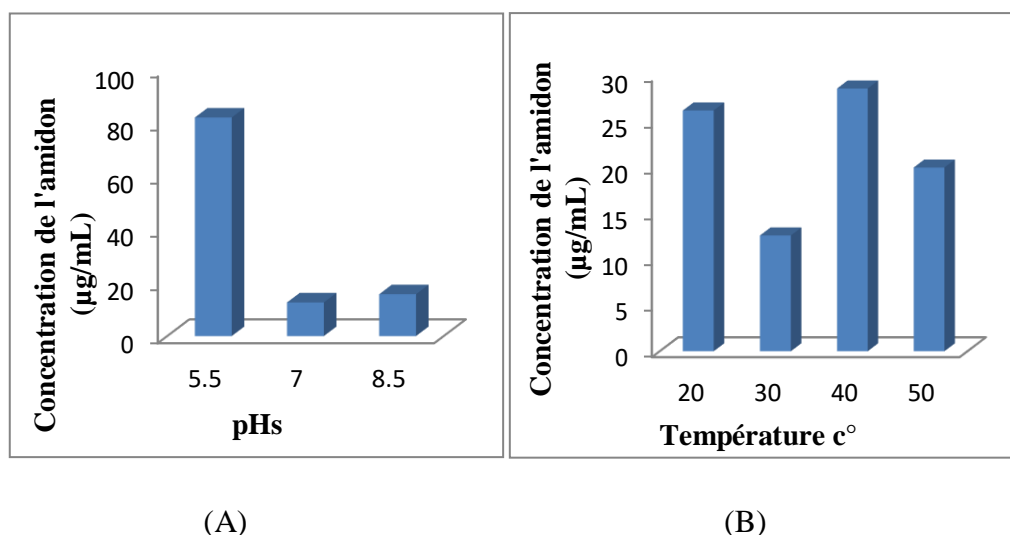 Concentration de l'amidon
(µg/mL)
100
80
60
40
20
0
5.5 7 8.5
pHs
Concentration de l'amidon
(µg/mL)
30
25
20
15
10
5
0
20 30 40 50
Température c°
(A)
(B)